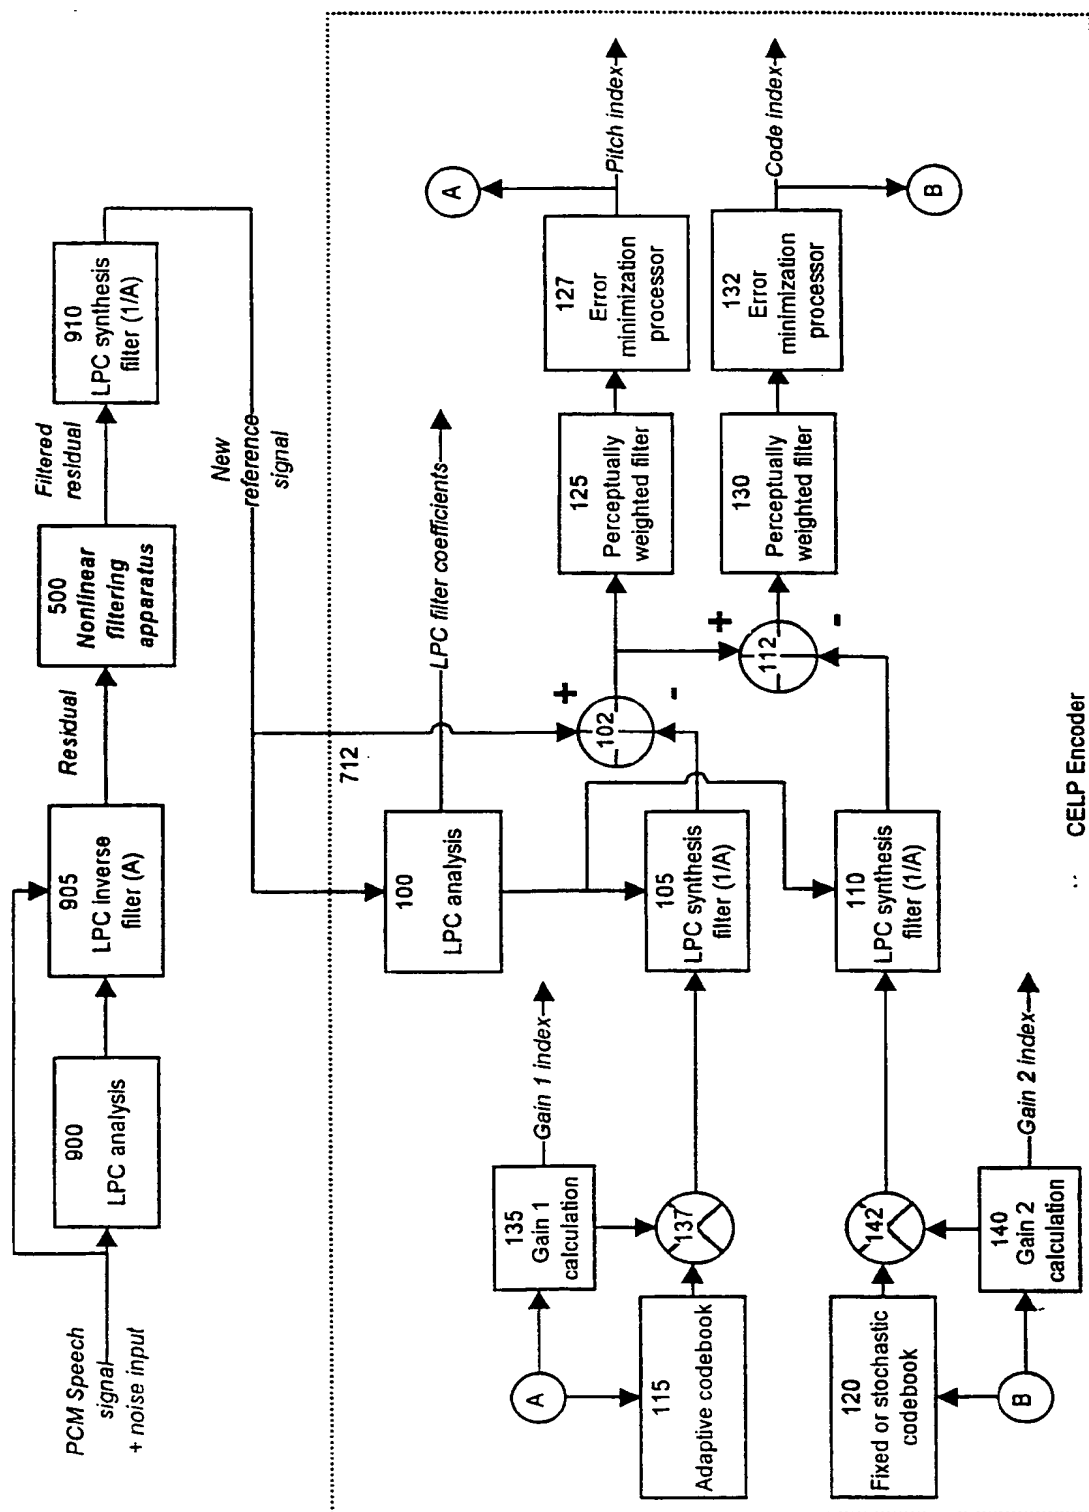 PCM Speech
signal
+ noise input
900
LPC analysis
905
LPC inverse
filter (A)
Residual
500
Nonlinear
filtering
apparatus
Filtered
residual
910
LPC synthesis
filter (1/A)
New
reference
signal
712
100
LPC analysis
LPC filter coefficients
A
135
Gain 1
calculation
Gain 1 index
115
Adaptive codebook
137
105
LPC synthesis
filter (1/A)
+
102
-
125
Perceptually
weighted filter
127
Error
minimization
processor
A
Pitch index
120
Fixed or stochastic
codebook
142
110
LPC synthesis
filter (1/A)
+
112
-
130
Perceptually
weighted filter
132
Error
minimization
processor
Code index
B
B
140
Gain 2
calculation
Gain 2 index
CELP Encoder